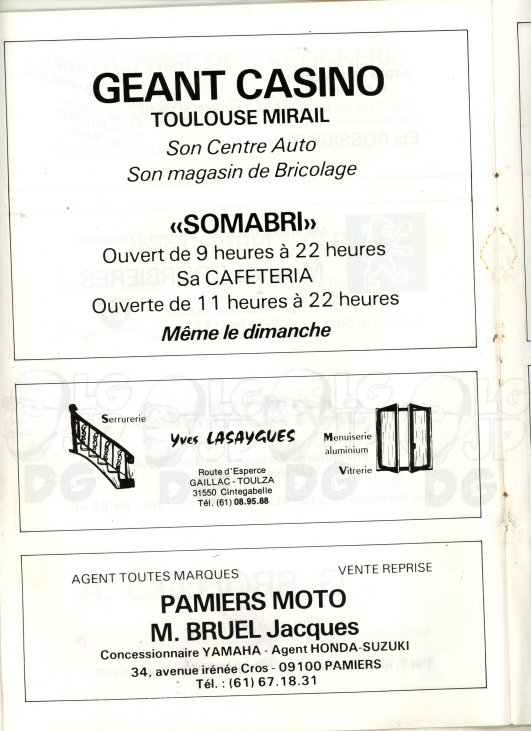 GEANT CASINO
TOULOUSE MIRAIL
Son Centre Auto
Son magasin de Bricolage
«SOMABRI»
Ouvert de 9 heures à 22 heures
Sa CAFETERIA
Ouverte de 11 heures à 22 heures
Même le dimanche
Serrurerie
Yves LASAYGUES
Menuiserie
aluminium
Vitrerie
Route d'Esperce
GAILLAC - TOULZA
31550 Cintegabelle
Tél. (61) 08.95.88
AGENT TOUTES MARQUES
VENTE REPRISE
PAMIERS MOTO
M. BRUEL Jacques
Concessionnaire YAMAHA - Agent HONDA-SUZUKI
34, avenue irénée Cros - 09100 PAMIERS
Tél. : (61) 67.18.31